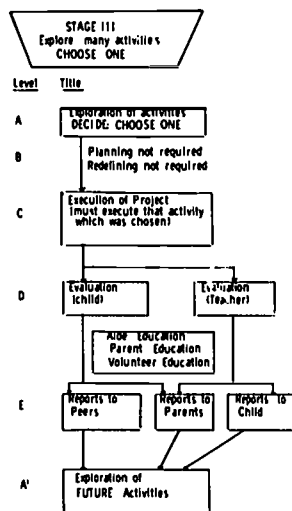 STAGE III
Explore many activities
CHOOSE ONE
Level Title
A
Exploration of activities
DECIDE: CHOOSE ONE
B
Planning not required
Redefining not required
C
Execution of Project
(must execute that activity
which was chosen)
D
Evaluation
(child)
Evaluation
(Teacher)
Aide Education
Parent Education
Volunteer Education
E
Reports to
Peers
Reports to
Parents
Reports to
Child
A'
Exploration of
FUTURE Activities